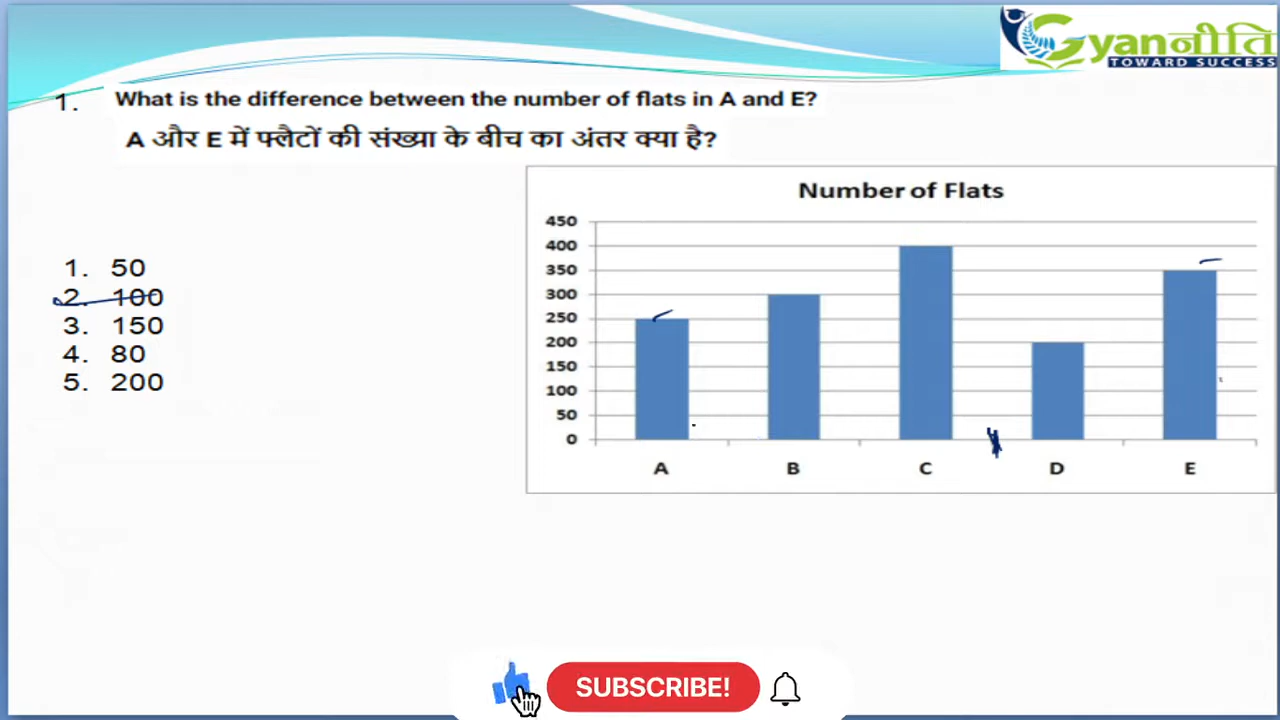 Gyanनीति
TOWARD SUCCESS
1. What is the difference between the number of flats in A and E?
A और E में फ्लैटों की संख्या के बीच का अंतर क्या है?
1. 50
2. 100
3. 150
4. 80
5. 200
Number of Flats
450
400
350
300
250
200
150
100
50
0
A B C D E
SUBSCRIBE!